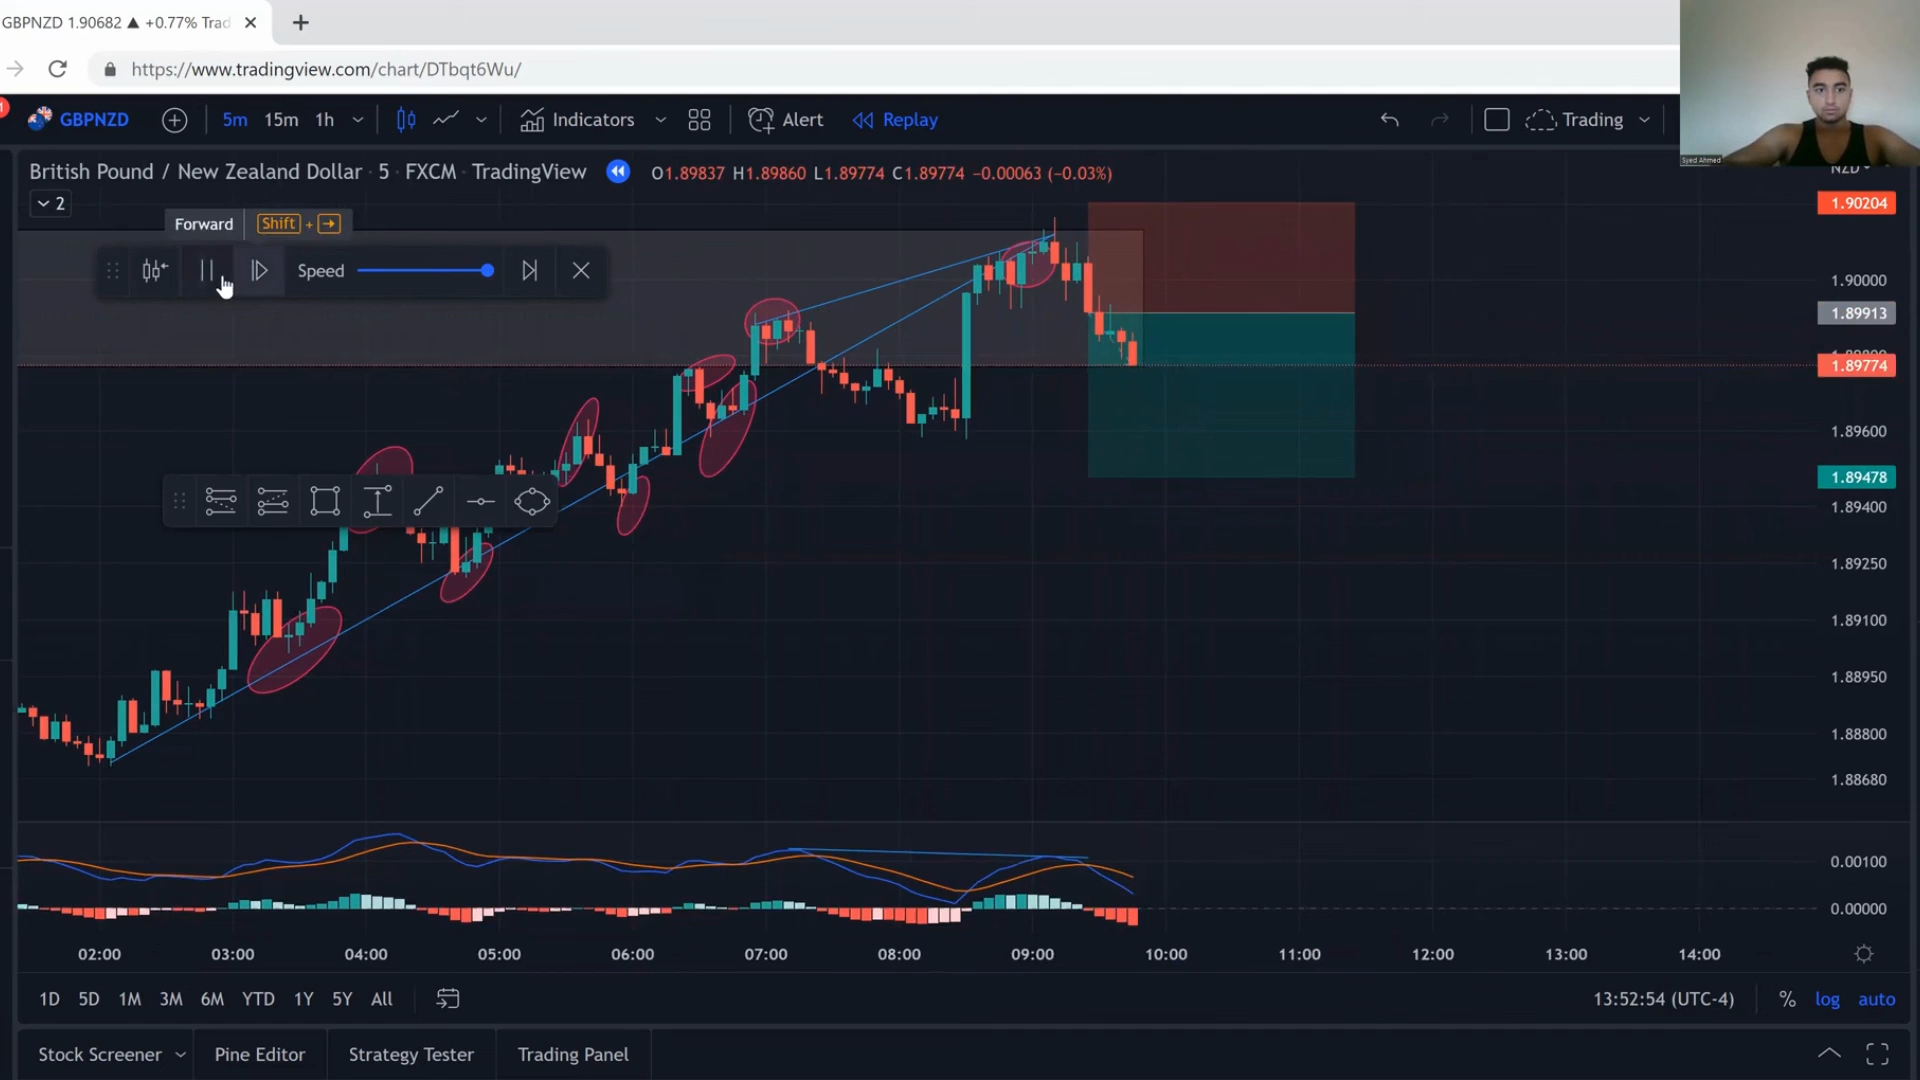 GBPNZD 1.90682 ▲ +0.77% Trad
https://www.tradingview.com/chart/DTbqt6Wu/
Syed Ahmed
GBPNZD 5m 15m 1h Indicators Alert Replay Trading
British Pound / New Zealand Dollar · 5 · FXCM · TradingView O1.89837 H1.89860 L1.89774 C1.89774 −0.00063 (−0.03%)
NZD
2
Forward Shift + →
Speed
1.90204
1.90000
1.89913
1.89774
1.89600
1.89478
1.89400
1.89250
1.89100
1.88950
1.88800
1.88680
0.00100
0.00000
02:00 03:00 04:00 05:00 06:00 07:00 08:00 09:00 10:00 11:00 12:00 13:00 14:00
1D 5D 1M 3M 6M YTD 1Y 5Y All 13:52:54 (UTC-4) % log auto
Stock Screener Pine Editor Strategy Tester Trading Panel